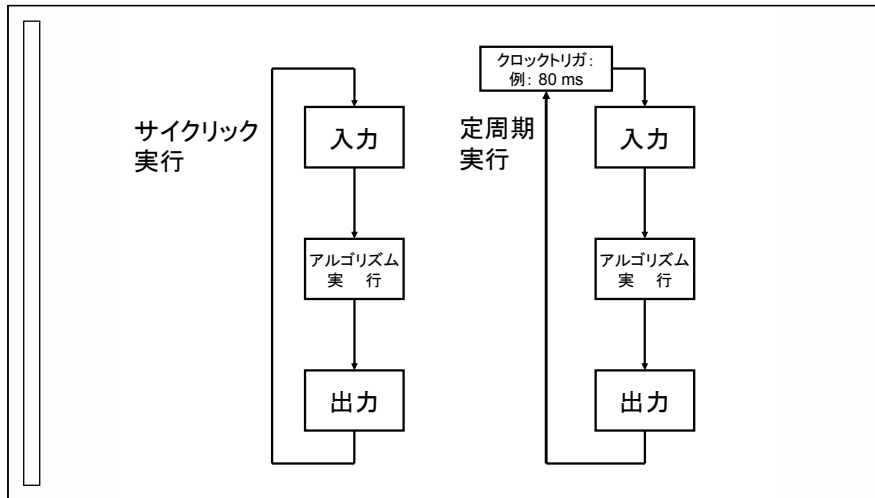 サイクリック
実行
入力
アルゴリズム
実 行
出力
クロックトリガ:
例: 80 ms
定周期
実行
入力
アルゴリズム
実 行
出力